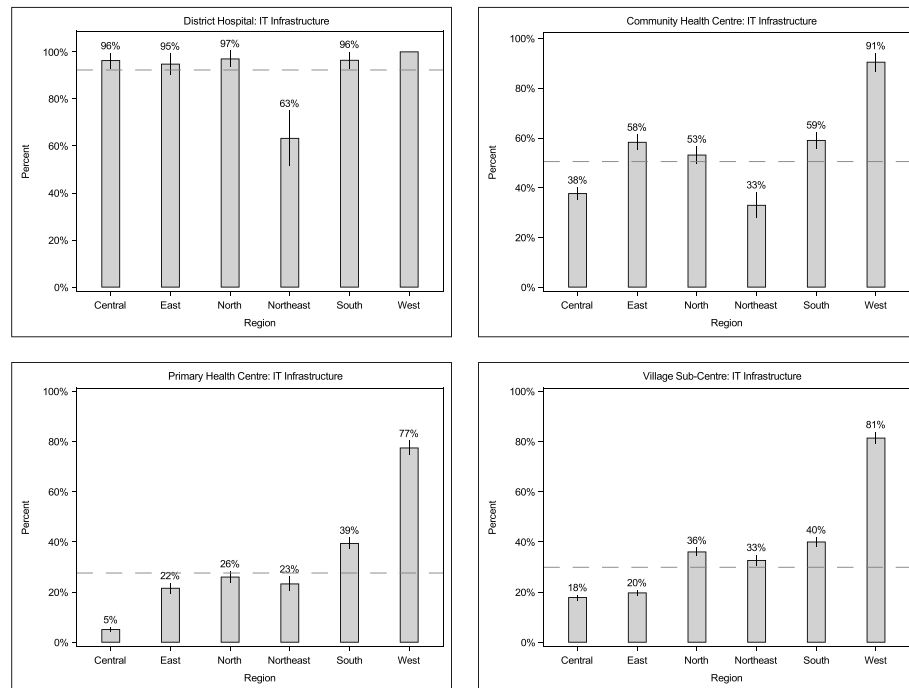 District Hospital: IT Infrastructure
100%
80%
60%
40%
20%
0%
Percent
96%
95%
97%
63%
96%
Central East North Northeast South West
Region
Community Health Centre: IT Infrastructure
100%
80%
60%
40%
20%
0%
Percent
38%
58%
53%
33%
59%
91%
Central East North Northeast South West
Region
Primary Health Centre: IT Infrastructure
100%
80%
60%
40%
20%
0%
Percent
5%
22%
26%
23%
39%
77%
Central East North Northeast South West
Region
Village Sub-Centre: IT Infrastructure
100%
80%
60%
40%
20%
0%
Percent
18%
20%
36%
33%
40%
81%
Central East North Northeast South West
Region